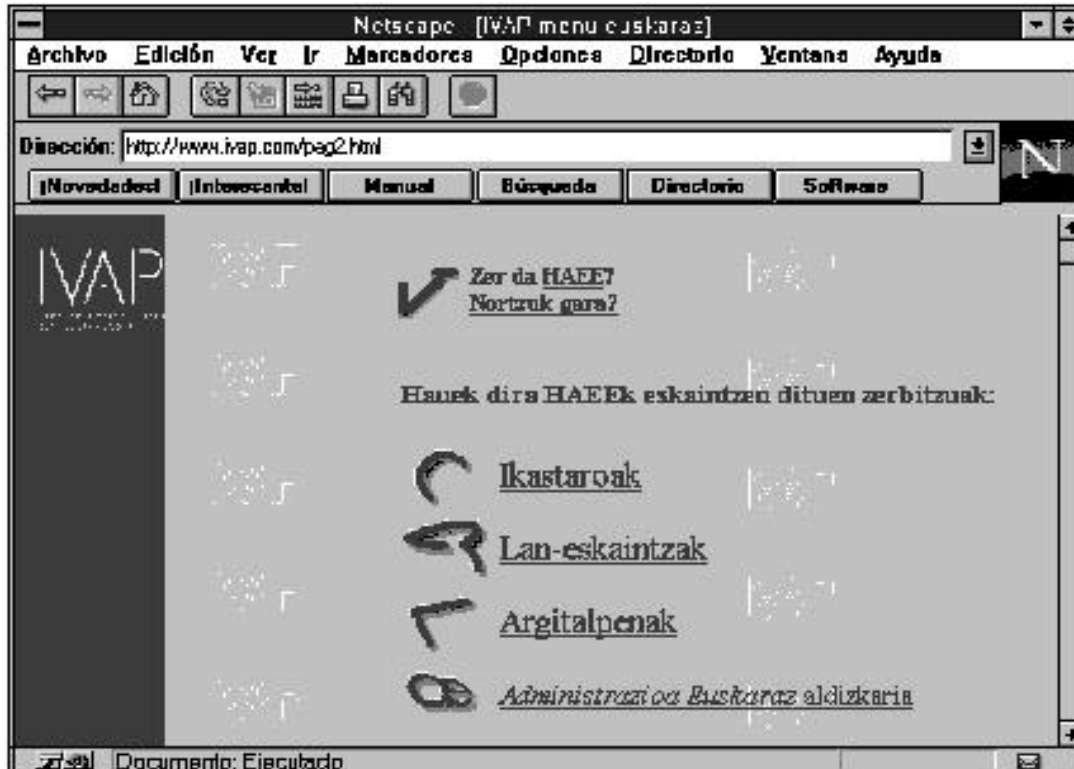 Netscape - [IVAP menu euskaraz]
Archivo Edición Ver Ir Marcadores Opciones Directorio Ventana Ayuda
Dirección: http://www.ivap.com/pag2.html
¡Novedades! ¡Interesante! Manual Búsqueda Directorio Software
N
IVAP
Zer da HAEE?
Nortzuk gara?
Hauek dira HAEEk eskaintzen dituen zerbitzuak:
Ikastaroak
Lan-eskaintzak
Argitalpenak
Administrazioa Euskaraz aldizkaria
Documento: Ejecutado